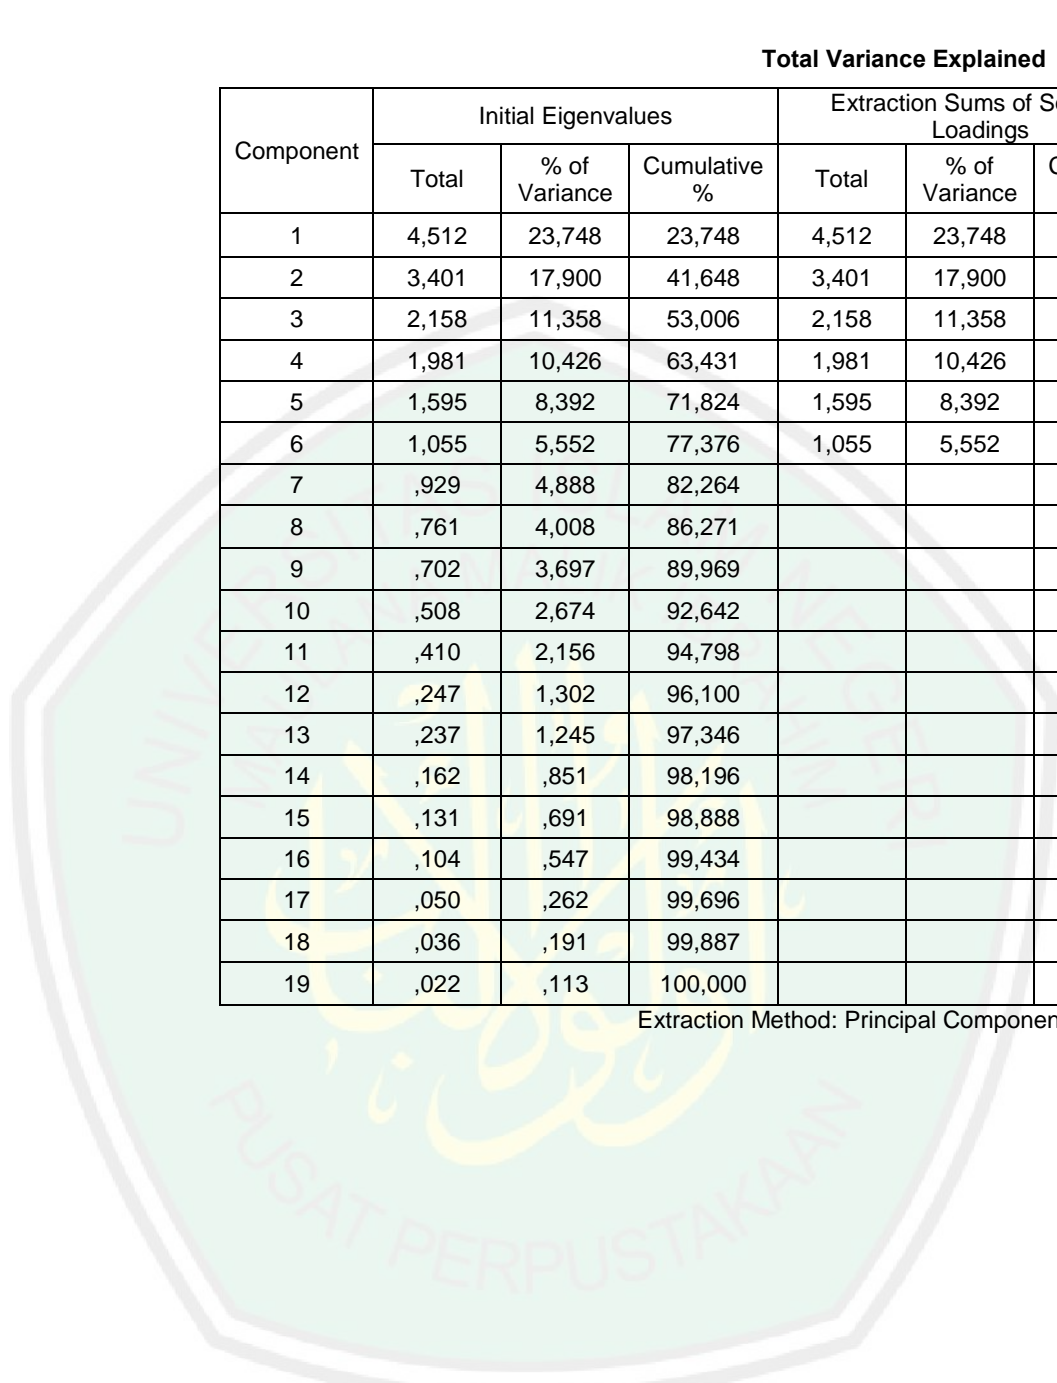 Total Variance Explained
Component Initial Eigenvalues Extraction Sums of
Loadings
Total % of Variance Cumulative % Total % of Variance
1 4,512 23,748 23,748 4,512 23,748
2 3,401 17,900 41,648 3,401 17,900
3 2,158 11,358 53,006 2,158 11,358
4 1,981 10,426 63,431 1,981 10,426
5 1,595 8,392 71,824 1,595 8,392
6 1,055 5,552 77,376 1,055 5,552
7 ,929 4,888 82,264
8 ,761 4,008 86,271
9 ,702 3,697 89,969
10 ,508 2,674 92,642
11 ,410 2,156 94,798
12 ,247 1,302 96,100
13 ,237 1,245 97,346
14 ,162 ,851 98,196
15 ,131 ,691 98,888
16 ,104 ,547 99,434
17 ,050 ,262 99,696
18 ,036 ,191 99,887
19 ,022 ,113 100,000
Extraction Method: Principal
UNIVERSITAS ISLAM NEGERI
MAULANA MALIK IBRAHIM
PUSAT PERPUSTAKAAN